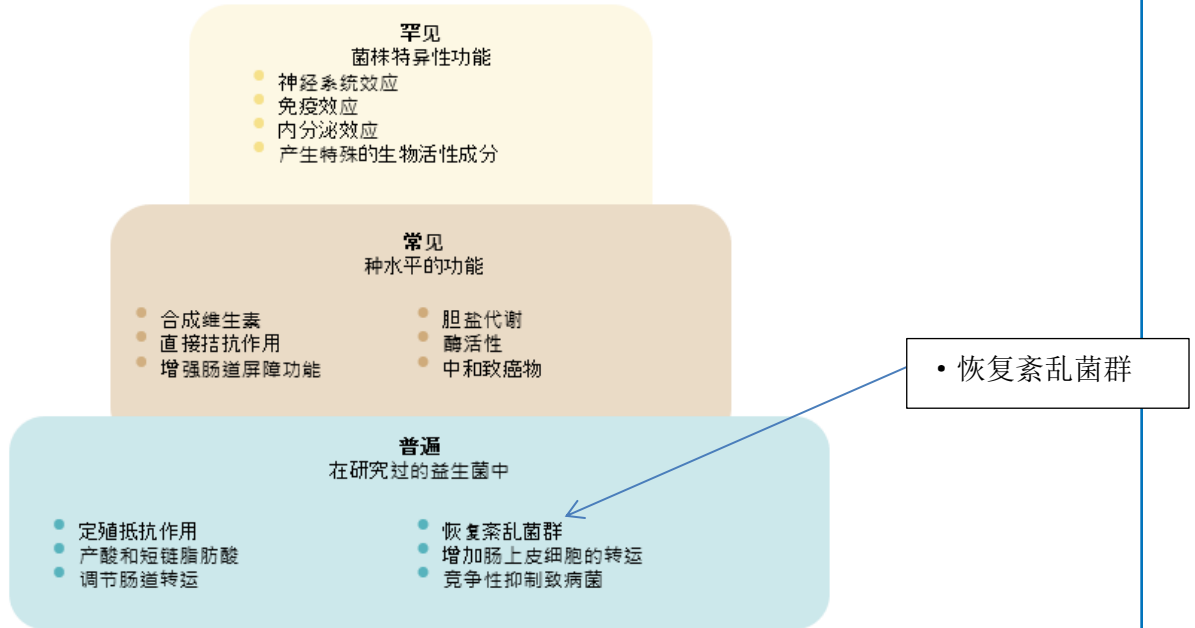 罕见
菌株特异性功能
神经系统效应
免疫效应
内分泌效应
产生特殊的生物活性成分
常见
种水平的功能
合成维生素
直接拮抗作用
增强肠道屏障功能
胆盐代谢
酶活性
中和致癌物
• 恢复紊乱菌群
普遍
在研究过的益生菌中
定殖抵抗作用
产酸和短链脂肪酸
调节肠道转运
恢复紊乱菌群
增加肠上皮细胞的转运
竞争性抑制致病菌